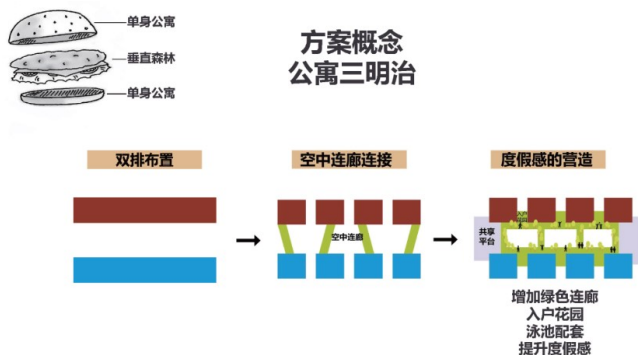 单身公寓
垂直森林
单身公寓
方案概念
公寓三明治
双排布置
空中连廊连接
度假感的营造
空中连廊
入户
共享
平台
增加绿色连廊
入户花园
泳池配套
提升度假感